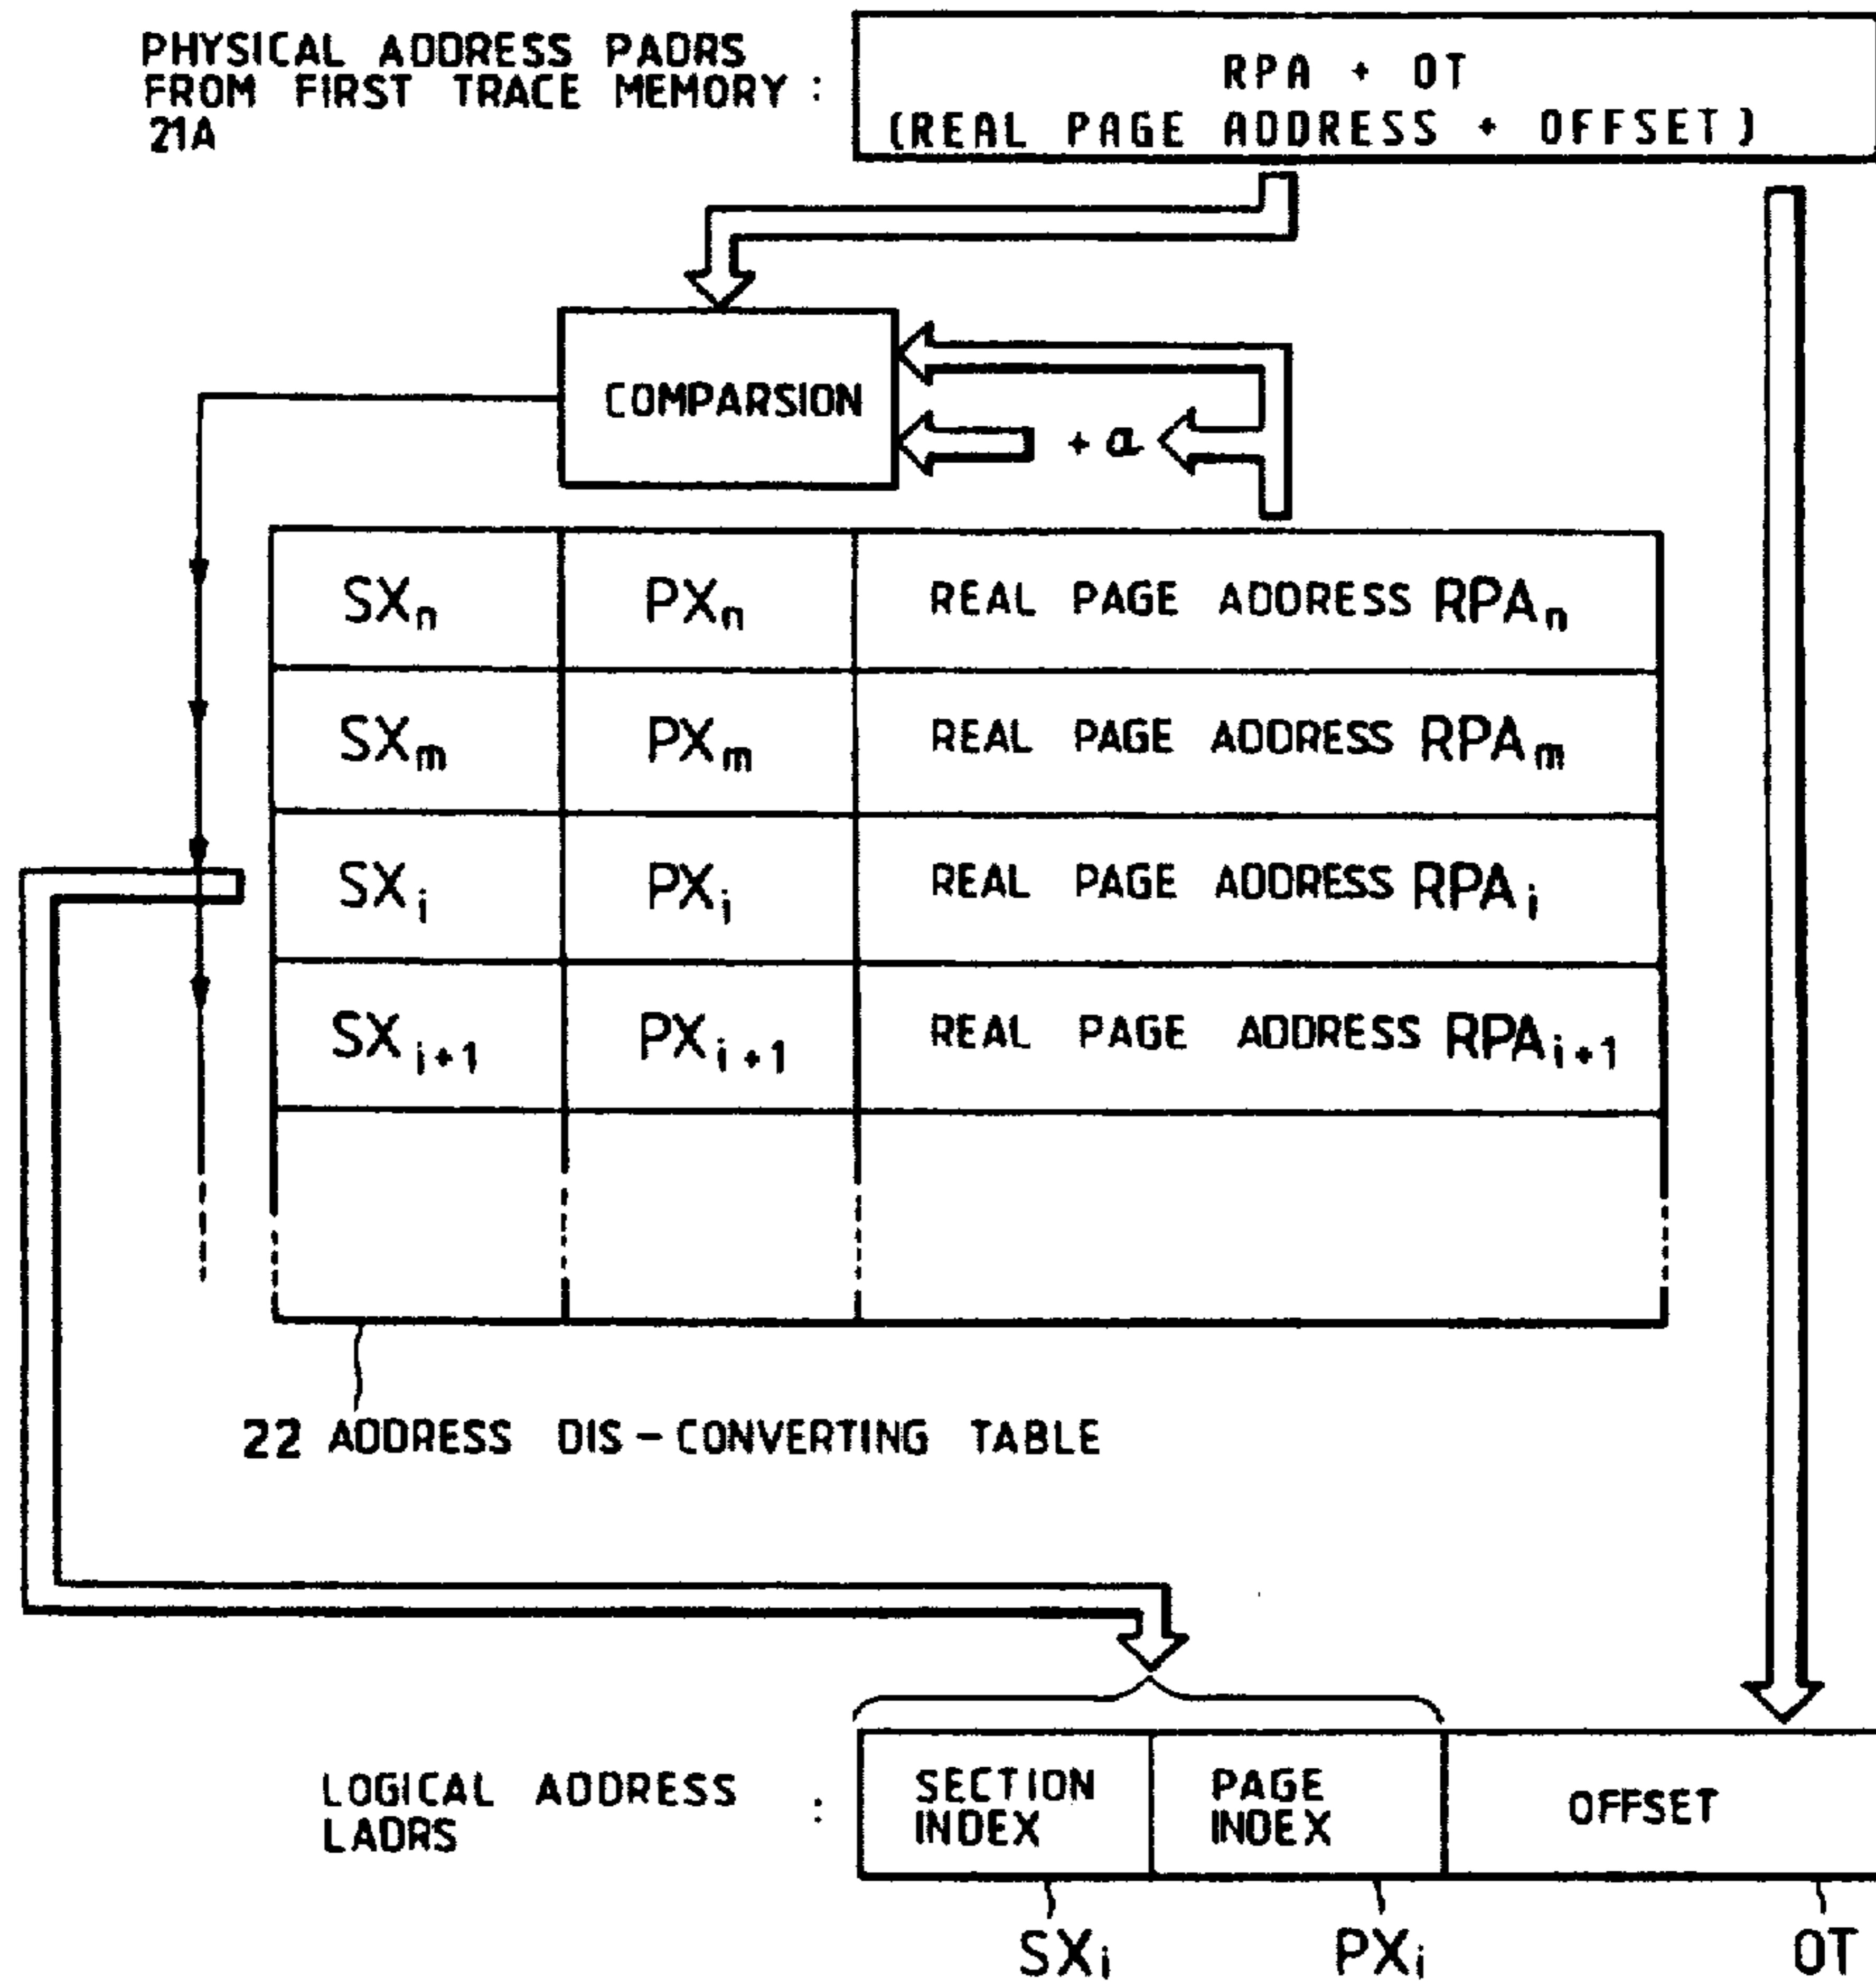 PHYSICAL ADDRESS PADRS
FROM FIRST TRACE MEMORY :
21A
RPA + OT
(REAL PAGE ADDRESS + OFFSET)
COMPARSION
+ a
SXn PXn REAL PAGE ADDRESS RPAn
SXm PXm REAL PAGE ADDRESS RPAm
SXi PXi REAL PAGE ADDRESS RPAi
SXi+1 PXi+1 REAL PAGE ADDRESS RPAi+1
22 ADDRESS DIS-CONVERTING TABLE
LOGICAL ADDRESS :
LADRS
SECTION
INDEX
PAGE
INDEX
OFFSET
SXi PXi OT